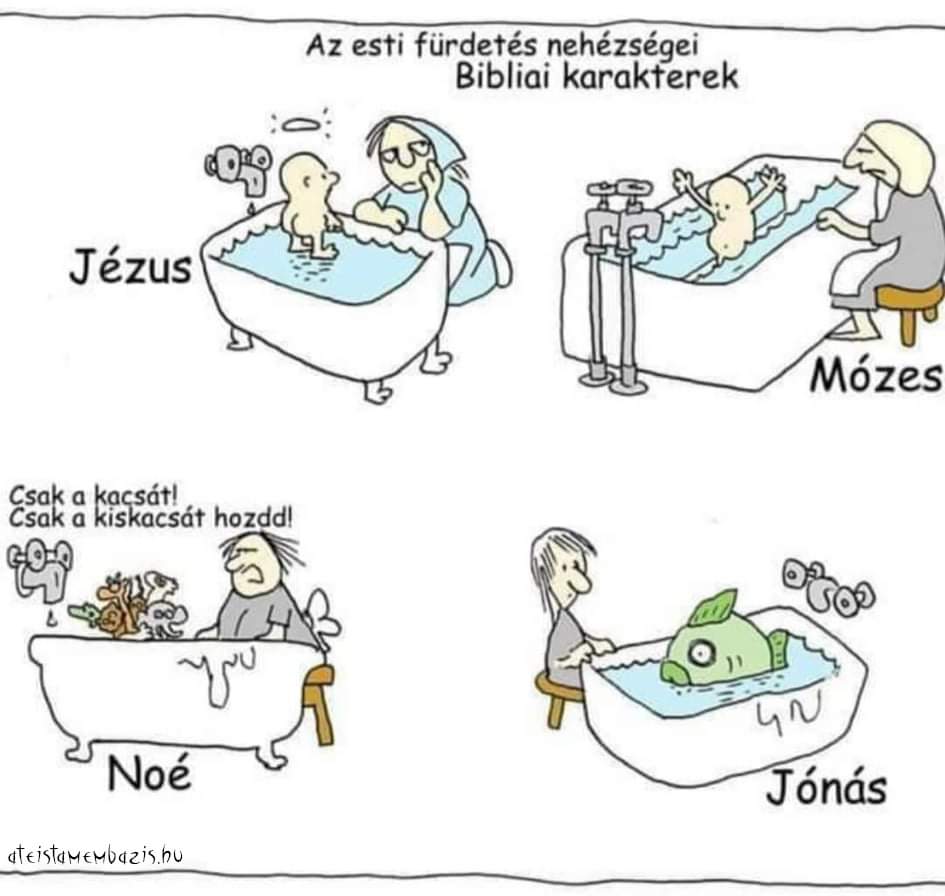 Az esti fürdetés nehézségei
Bibliai karakterek
Jézus
Mózes
Csak a kacsát!
Csak a kiskacsát hozdd!
Noé
Jónás
ateistamembazis.hu